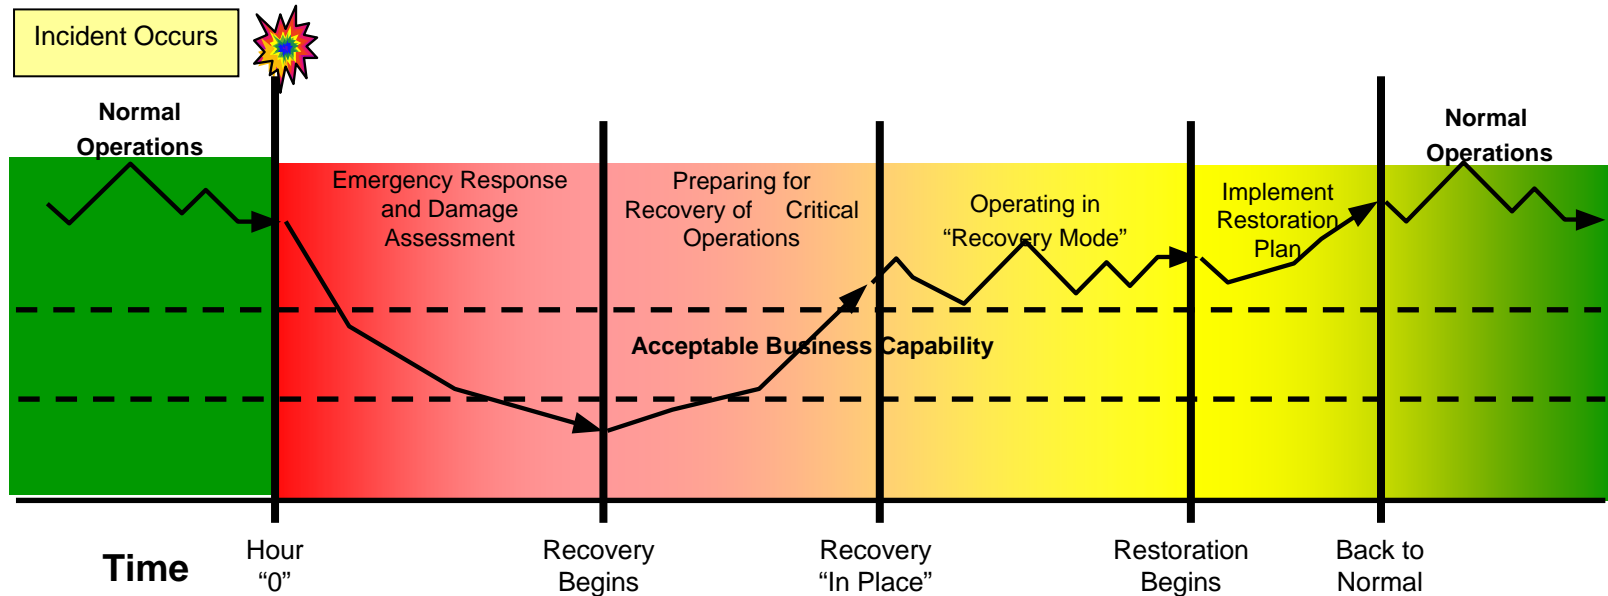 Incident Occurs
Normal
Operations
Emergency Response
and Damage
Assessment
Preparing for
Recovery of Critical
Operations
Operating in
“Recovery Mode”
Implement
Restoration
Plan
Normal
Operations
Acceptable Business Capability
Time
Hour
“0”
Recovery
Begins
Recovery
“In Place”
Restoration
Begins
Back to
Normal